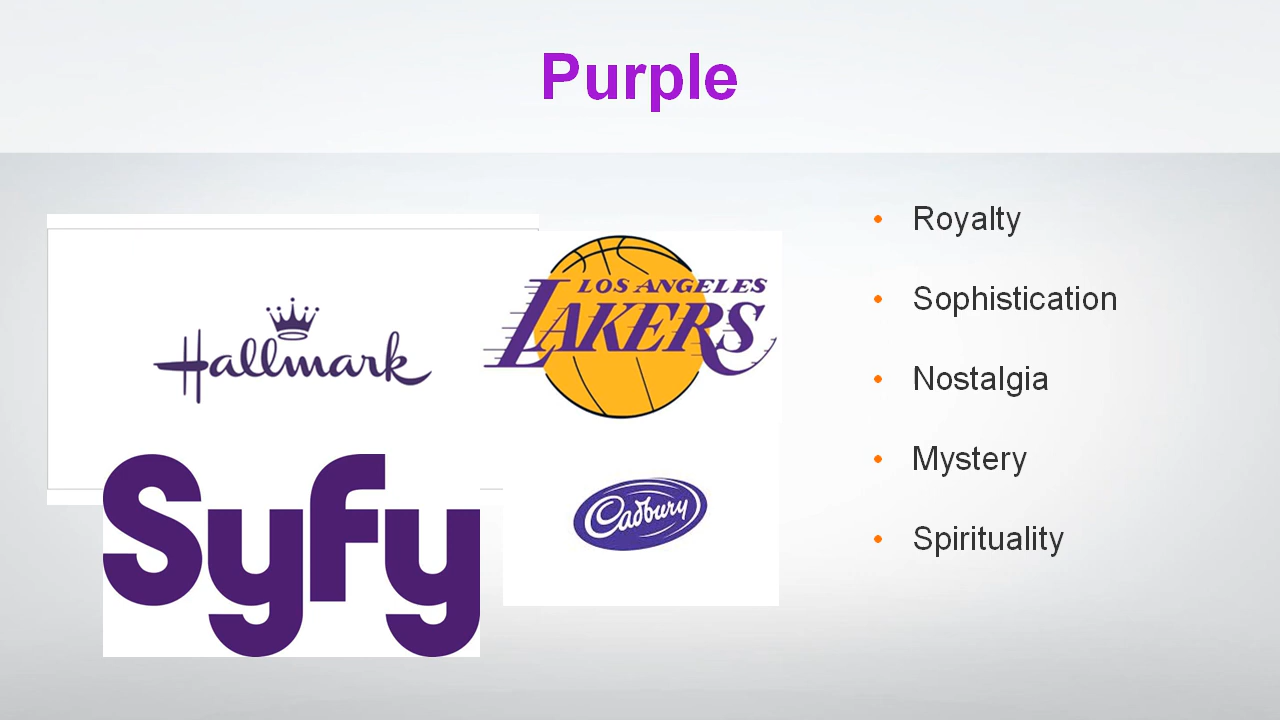 Purple
Hallmark
LOS ANGELES
LAKERS
Syfy
Cadbury
• Royalty
• Sophistication
• Nostalgia
• Mystery
• Spirituality